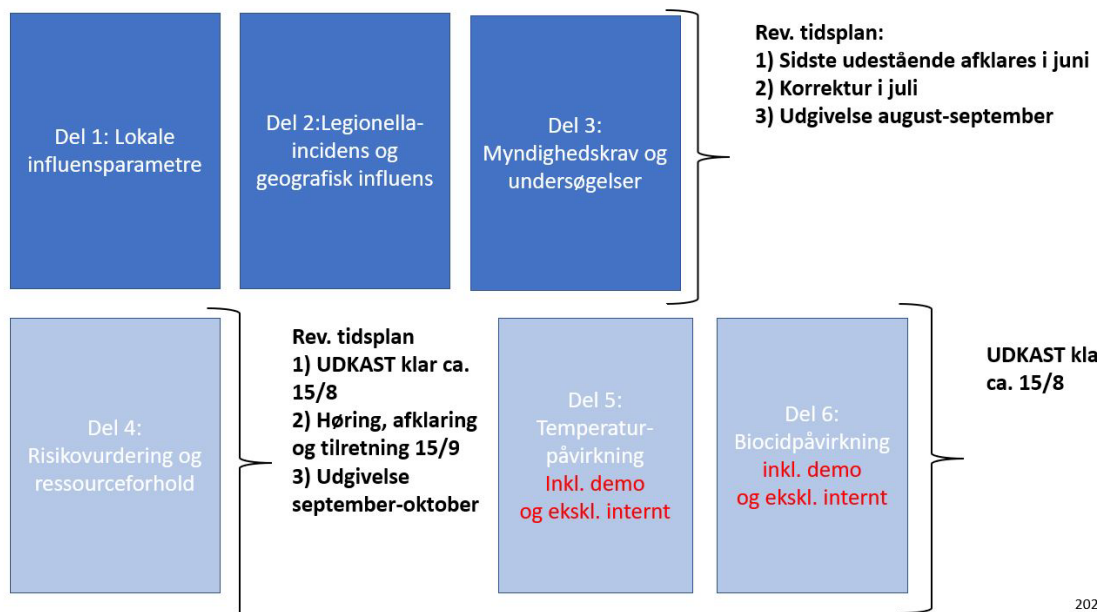 Del 1: Lokale
influensparametre
Del 2:Legionella-
incidens og
geografisk influens
Del 3:
Myndighedskrav og
undersøgelser
Rev. tidsplan:
1) Sidste udestående afklares i juni
2) Korrektur i juli
3) Udgivelse august-september
Del 4:
Risikovurdering og
ressourceforhold
Rev. tidsplan
1) UDKAST klar ca.
15/8
2) Høring, afklaring
og tilretning 15/9
3) Udgivelse
september-oktober
Del 5:
Temperatur-
påvirkning
Inkl. demo
og ekskl. internt
Del 6:
Biocidpåvirkning
inkl. demo
og ekskl. internt
UDKAST kla
ca. 15/8
202